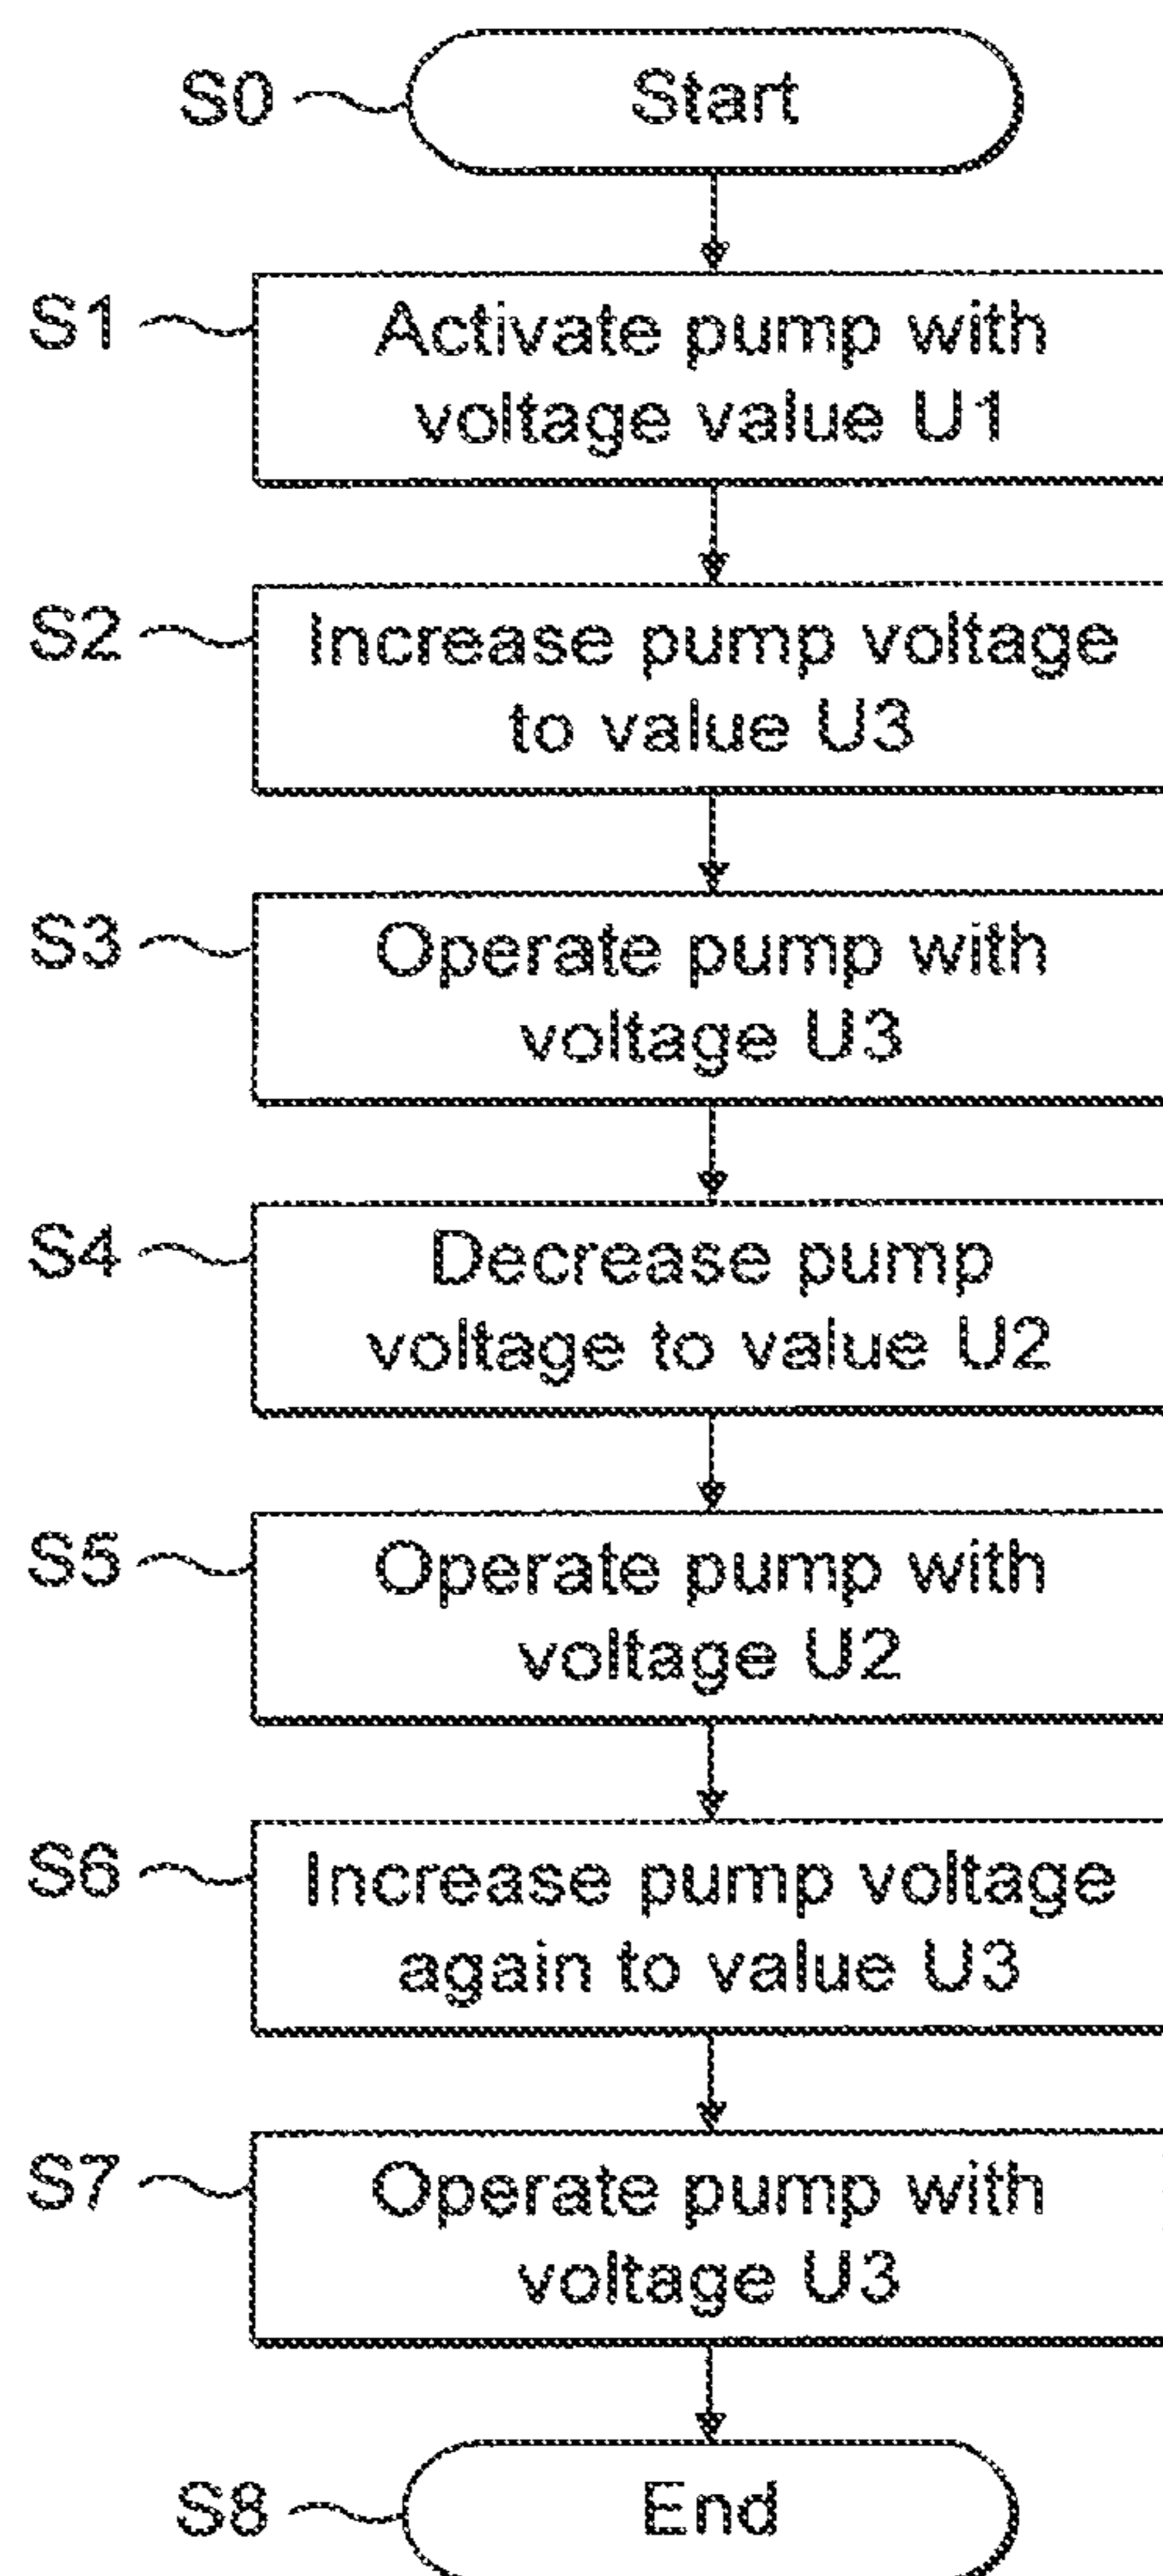 S0 Start
S1 Activate pump with
voltage value U1
S2 Increase pump voltage
to value U3
S3 Operate pump with
voltage U3
S4 Decrease pump
voltage to value U2
S5 Operate pump with
voltage U2
S6 Increase pump voltage
again to value U3
S7 Operate pump with
voltage U3
S8 End